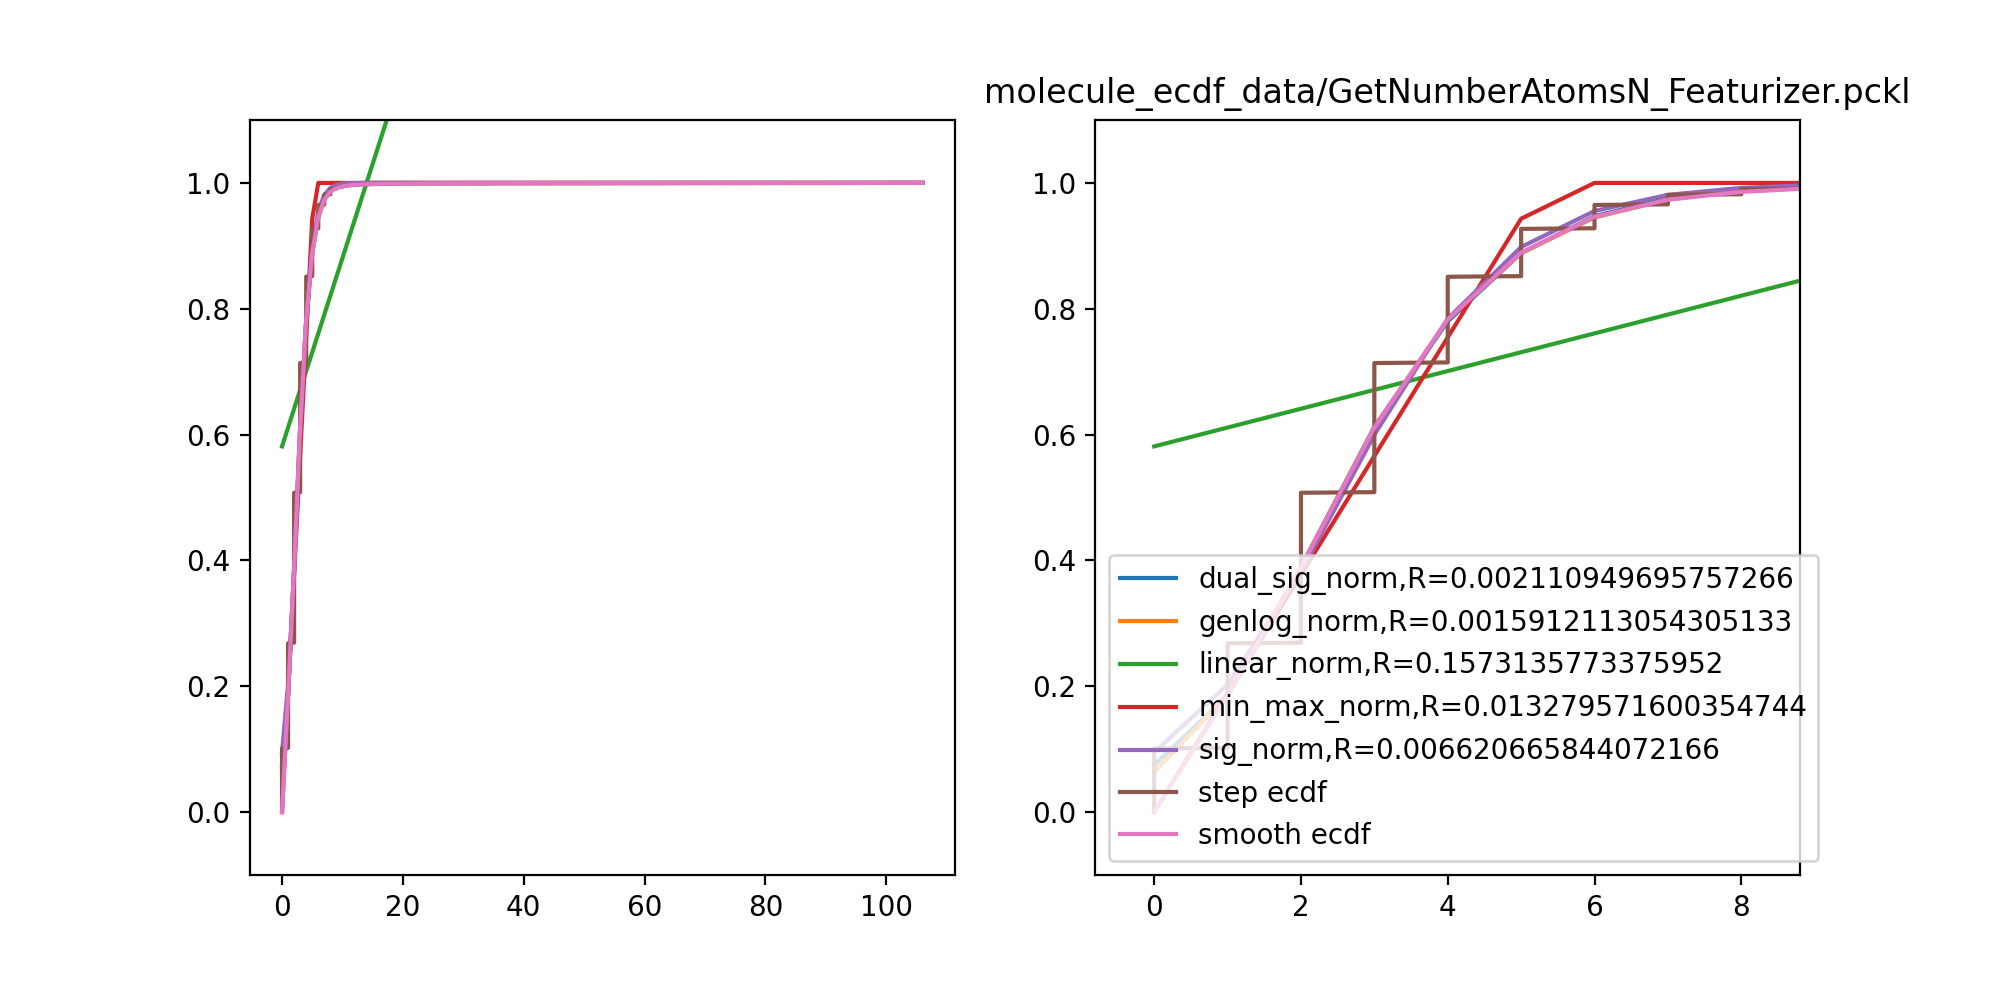 molecule_ecdf_data/GetNumberAtomsN_Featurizer.pckl
1.0
0.8
0.6
0.4
0.2
0.0
0 20 40 60 80 100
1.0
0.8
0.6
0.4
0.2
0.0
dual_sig_norm,R=0.002110949695757266
genlog_norm,R=0.0015912113054305133
linear_norm,R=0.1573135773375952
min_max_norm,R=0.013279571600354744
sig_norm,R=0.006620665844072166
step ecdf
smooth ecdf
0 2 4 6 8